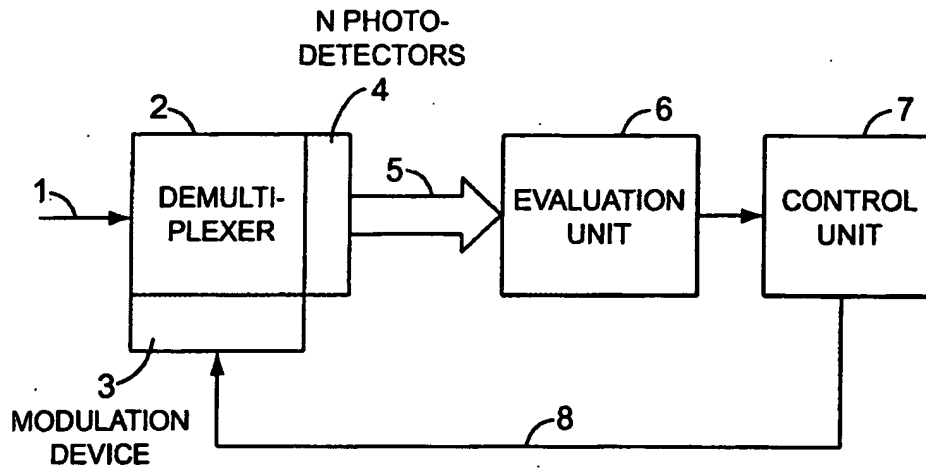 N PHOTO-
DETECTORS
2
4
6
7
1
DEMULTI-
PLEXER
5
EVALUATION
UNIT
CONTROL
UNIT
3
MODULATION
DEVICE
8